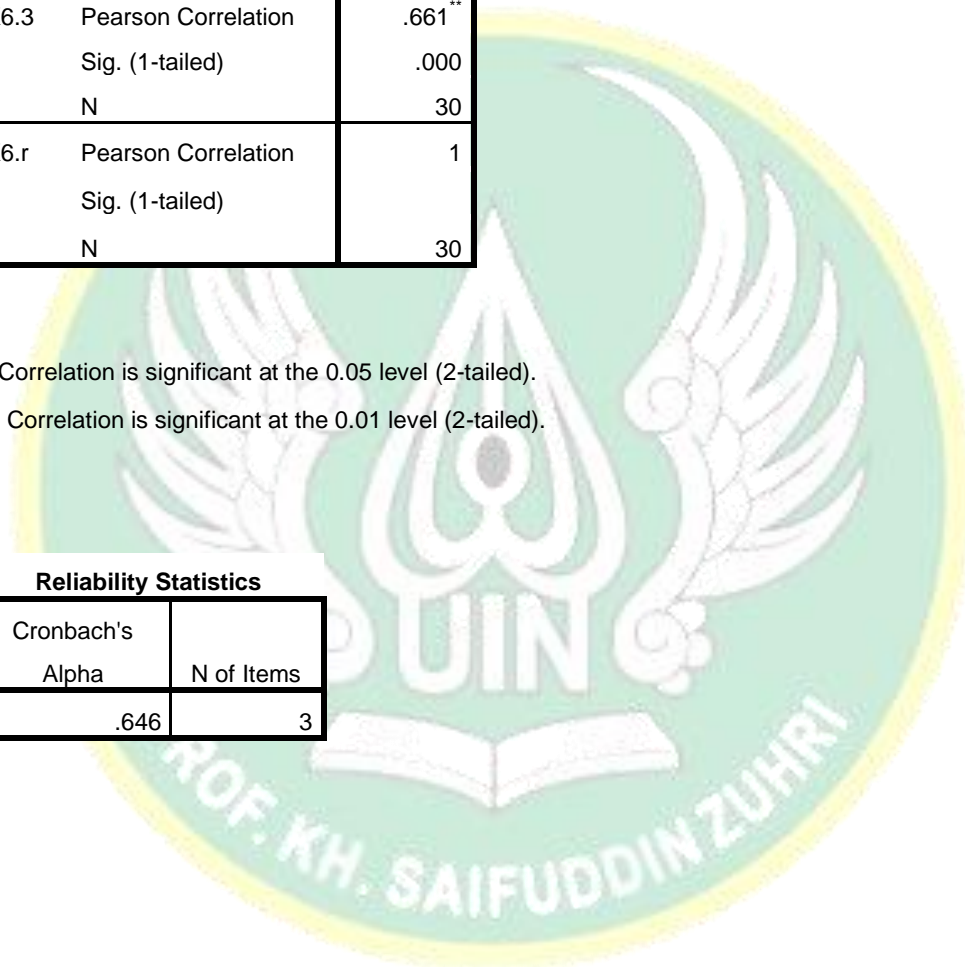 6.3 Pearson Correlation .661**
Sig. (1-tailed) .000
N 30
6.r Pearson Correlation 1
Sig. (1-tailed)
N 30
Correlation is significant at the 0.05 level (2-tailed).
Correlation is significant at the 0.01 level (2-tailed).
Reliability Statistics
Cronbach's
Alpha N of Items
.646 3
UIN
ROF. KH. SAIFUDDIN ZUHRI